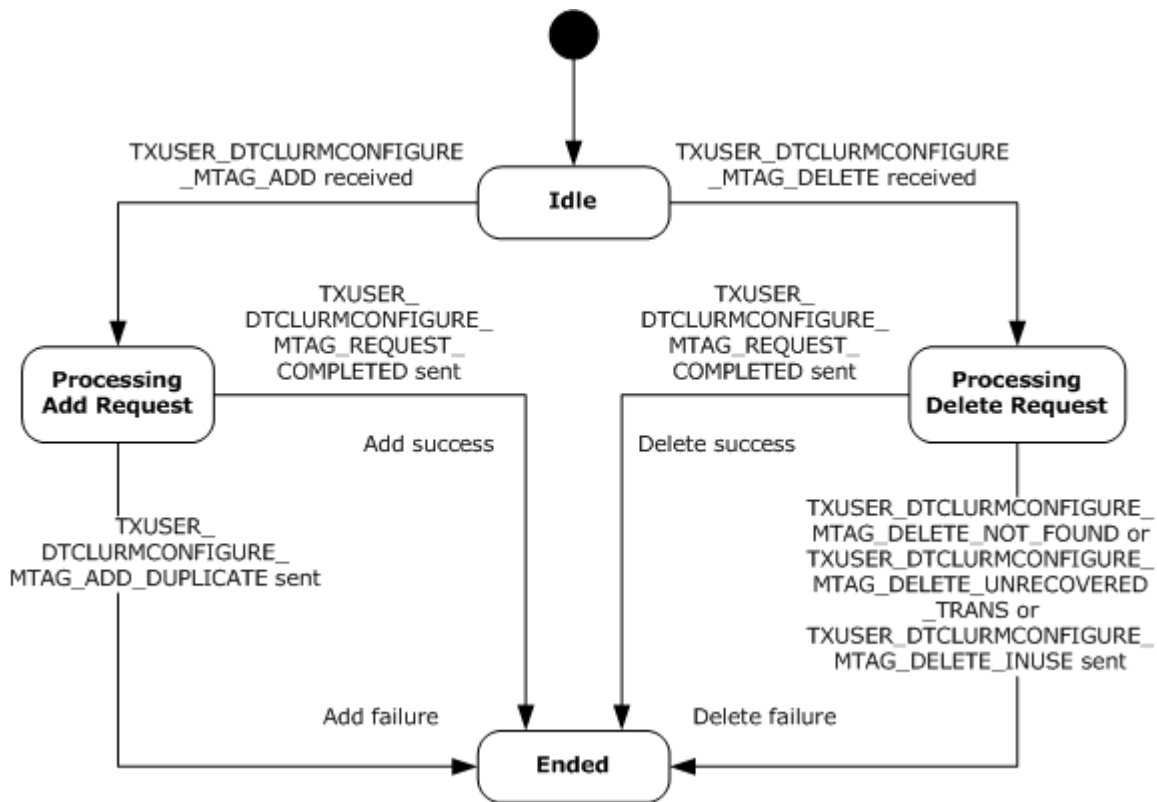 TXUSER_DTCLURMCONFIGURE
_MTAG_ADD received
TXUSER_DTCLURMCONFIGURE
_MTAG_DELETE received
Idle
TXUSER_
DTCLURMCONFIGURE_
MTAG_REQUEST_
COMPLETED sent
TXUSER_
DTCLURMCONFIGURE_
MTAG_REQUEST_
COMPLETED sent
Processing
Add Request
Processing
Delete Request
Add success
Delete success
TXUSER_
DTCLURMCONFIGURE_
MTAG_ADD_DUPLICATE sent
TXUSER_DTCLURMCONFIGURE_
MTAG_DELETE_NOT_FOUND or
TXUSER_DTCLURMCONFIGURE_
MTAG_DELETE_UNRECOVERED
_TRANS or
TXUSER_DTCLURMCONFIGURE_
MTAG_DELETE_INUSE sent
Add failure
Delete failure
Ended